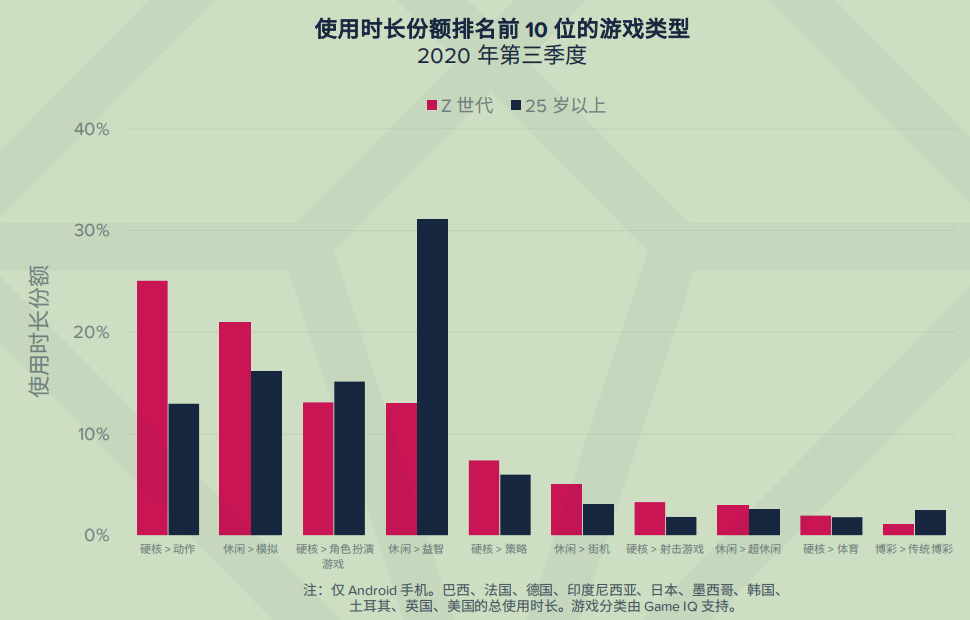 使用时长份额排名前 10 位的游戏类型
2020 年第三季度
Z 世代 25 岁以上
40%
30%
20%
10%
0%
使用时长份额
硬核 > 动作
休闲 > 模拟
硬核 > 角色扮演
游戏
休闲 > 益智
硬核 > 策略
休闲 > 街机
硬核 > 射击游戏
休闲 > 超休闲
硬核 > 体育
博彩 > 传统博彩
注：仅 Android 手机。巴西、法国、德国、印度尼西亚、日本、墨西哥、韩国、
土耳其、英国、美国的总使用时长。游戏分类由 Game IQ 支持。